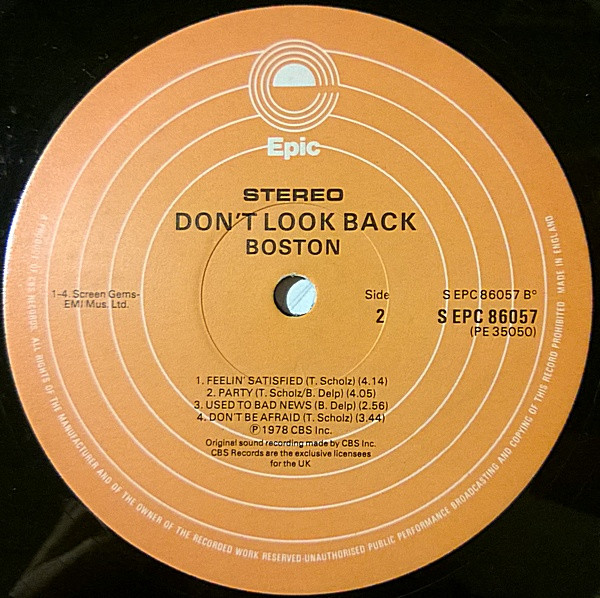 Epic
STEREO
DON'T LOOK BACK
BOSTON
1-4. Screen Gems-
EMI Mus. Ltd.
Side
2
S EPC 86057 B°
S EPC 86057
(PE 35050)
1. FEELIN' SATISFIED (T. Scholz) (4.14)
2. PARTY (T. Scholz/B. Delp) (4.05)
3. USED TO BAD NEWS (B. Delp) (2.56)
4. DON'T BE AFRAID (T. Scholz) (3.44)
℗ 1978 CBS Inc.
Original sound recording made by CBS Inc.
CBS Records are the exclusive licensees
for the UK
A PRODUCT OF CBS RECORDS. ALL RIGHTS OF THE MANUFACTURER AND OF THE OWNER OF THE RECORDED WORK RESERVED-UNAUTHORISED PUBLIC PERFORMANCE BROADCASTING AND COPYING OF THIS RECORD PROHIBITED MADE IN ENGLAND